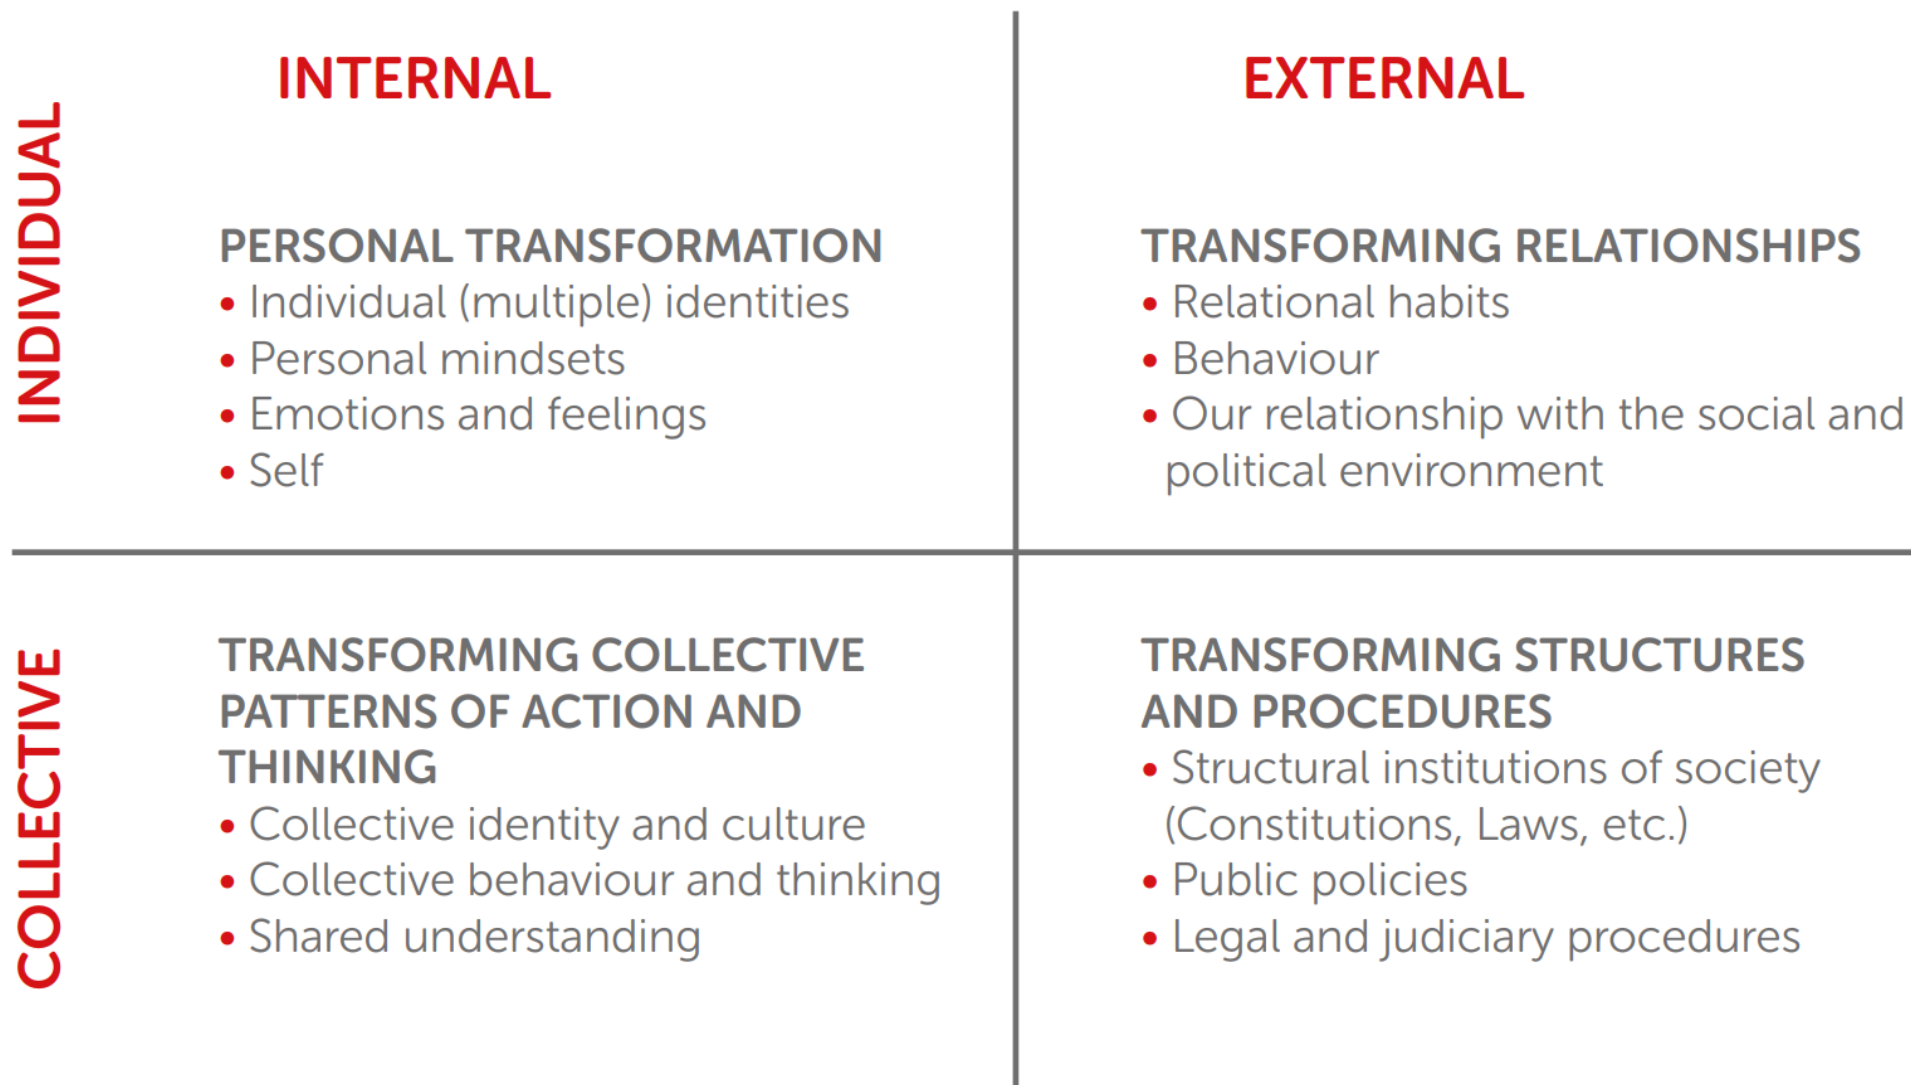 INTERNAL
EXTERNAL
INDIVIDUAL
PERSONAL TRANSFORMATION
• Individual (multiple) identities
• Personal mindsets
• Emotions and feelings
• Self
TRANSFORMING RELATIONSHIPS
• Relational habits
• Behaviour
• Our relationship with the social and
political environment
COLLECTIVE
TRANSFORMING COLLECTIVE
PATTERNS OF ACTION AND
THINKING
• Collective identity and culture
• Collective behaviour and thinking
• Shared understanding
TRANSFORMING STRUCTURES
AND PROCEDURES
• Structural institutions of society
(Constitutions, Laws, etc.)
• Public policies
• Legal and judiciary procedures